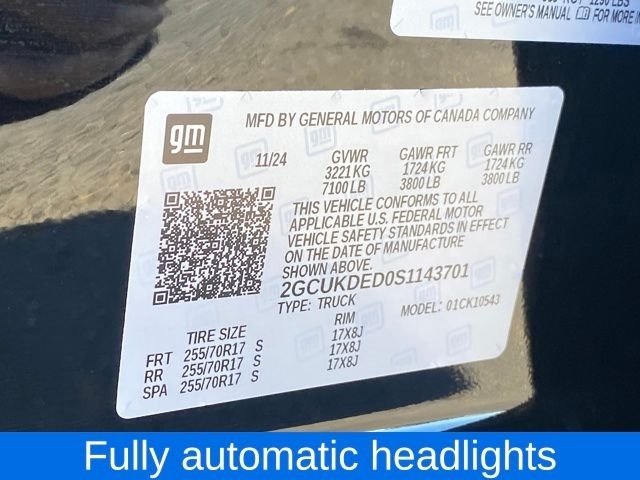 SEE OWNER'S MANUAL FOR MORE
gm
MFD BY GENERAL MOTORS OF CANADA COMPANY
11/24 GVWR GAWR FRT GAWR RR
3221 KG 1724 KG 1724 KG
7100 LB 3800 LB 3800 LB
THIS VEHICLE CONFORMS TO ALL
APPLICABLE U.S. FEDERAL MOTOR
VEHICLE SAFETY STANDARDS IN EFFECT
ON THE DATE OF MANUFACTURE
SHOWN ABOVE.
2GCUKDED0S1143701
TYPE: TRUCK MODEL: 01CK10543
TIRE SIZE RIM
FRT 255/70R17 S 17X8J
RR 255/70R17 S 17X8J
SPA 255/70R17 S 17X8J
Fully automatic headlights